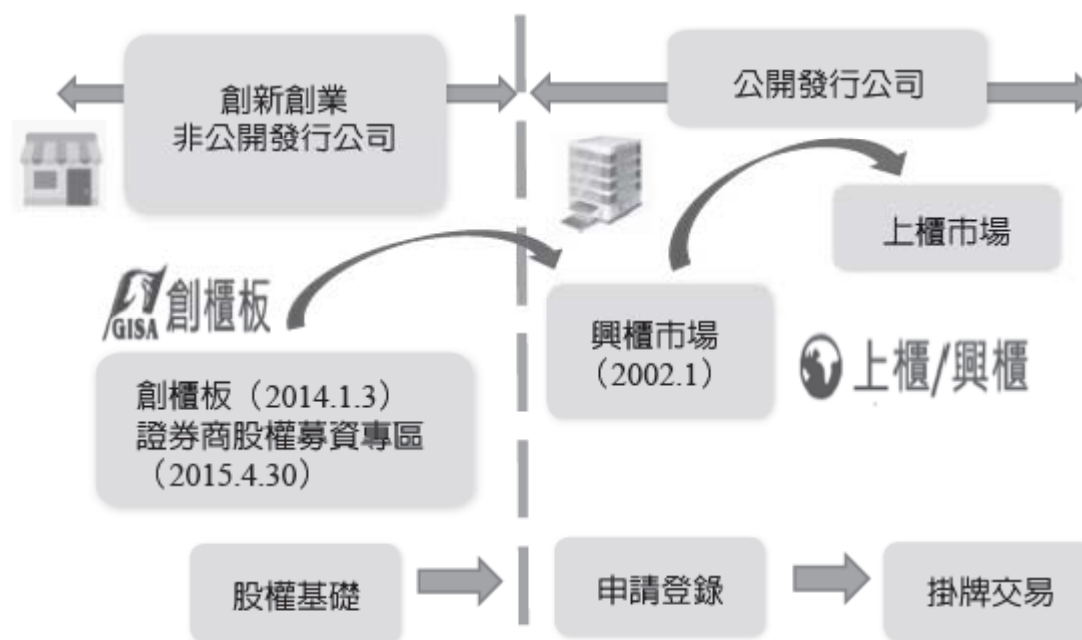 創新創業
非公開發行公司
公開發行公司
上櫃市場
GISA 創櫃板
興櫃市場
（2002.1）
上櫃/興櫃
創櫃板（2014.1.3）
證券商股權募資專區
（2015.4.30）
股權基礎
申請登錄
掛牌交易